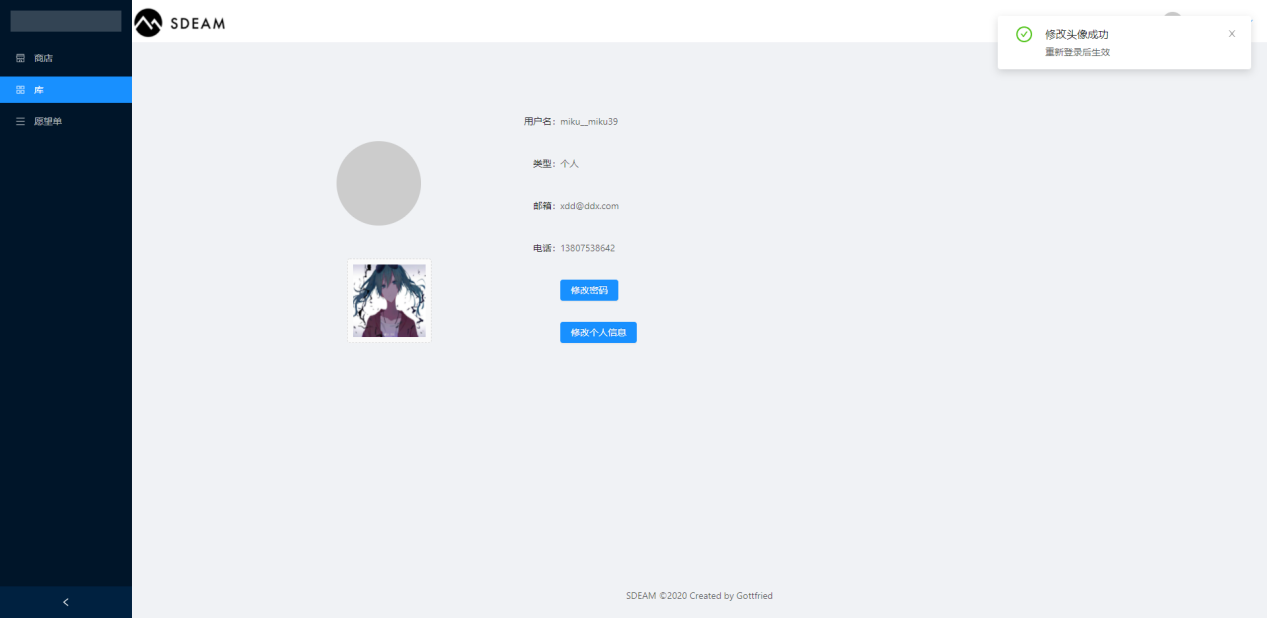 SDEAM
修改头像成功
重新登录后生效
商店
库
愿望单
用户名: miku__miku39
类型: 个人
邮箱: xdd@ddx.com
电话: 13807538642
修改密码
修改个人信息
SDEAM ©2020 Created by Gottfried